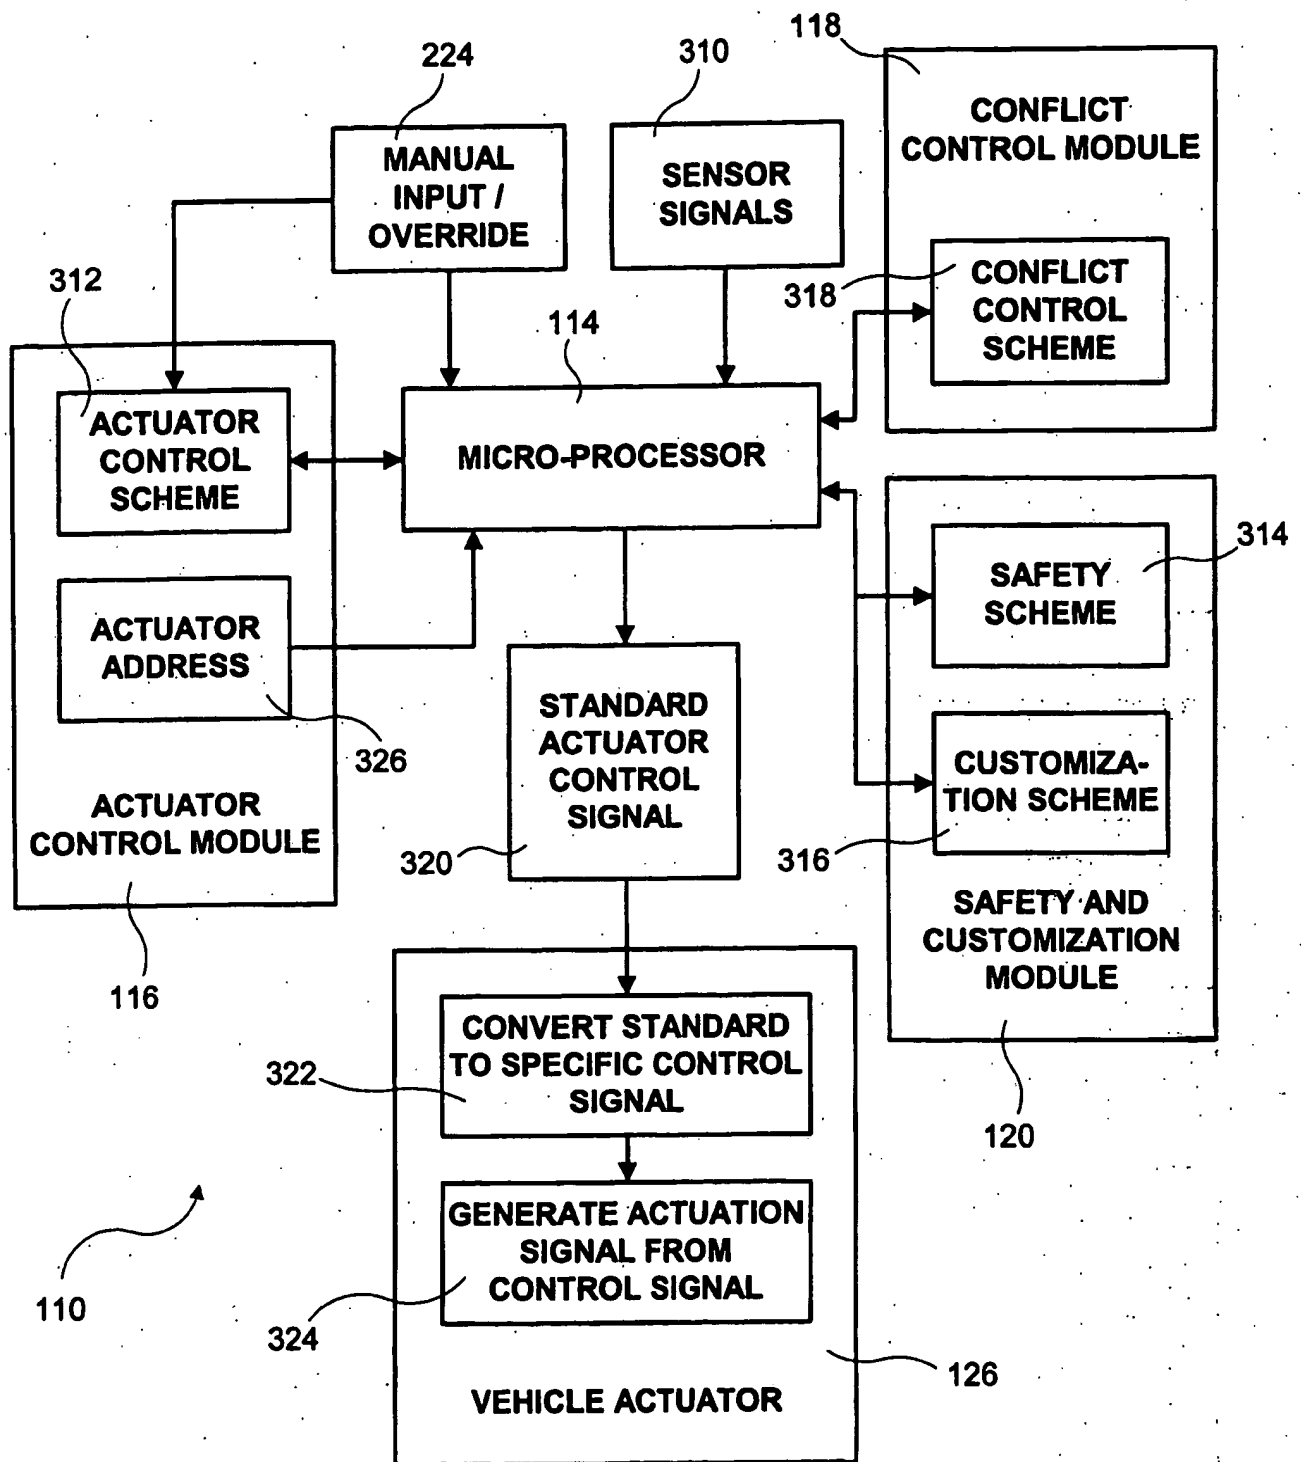 118
224
310
CONFLICT
CONTROL MODULE
MANUAL
INPUT /
OVERRIDE
SENSOR
SIGNALS
312
318
CONFLICT
CONTROL
SCHEME
114
ACTUATOR
CONTROL
SCHEME
MICRO-PROCESSOR
314
SAFETY
SCHEME
ACTUATOR
ADDRESS
326
STANDARD
ACTUATOR
CONTROL
SIGNAL
320
CUSTOMIZA-
TION SCHEME
316
ACTUATOR
CONTROL MODULE
116
SAFETY AND
CUSTOMIZATION
MODULE
120
CONVERT STANDARD
TO SPECIFIC CONTROL
SIGNAL
322
GENERATE ACTUATION
SIGNAL FROM
CONTROL SIGNAL
324
110
126
VEHICLE ACTUATOR